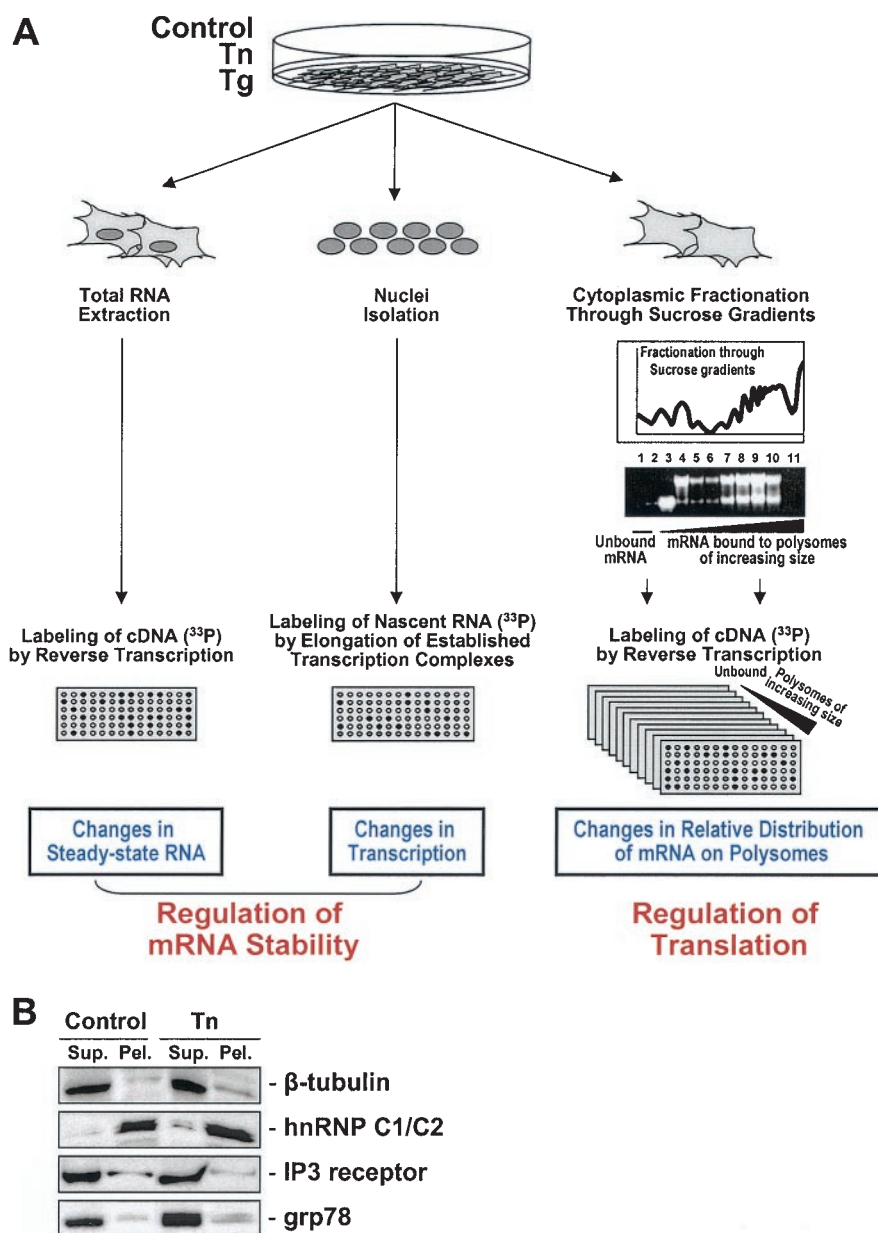 A
Control
Tn
Tg
Total RNA
Extraction
Nuclei
Isolation
Cytoplasmic Fractionation
Through Sucrose Gradients
Fractionation through
Sucrose gradients
1 2 3 4 5 6 7 8 9 10 11
Unbound
mRNA
mRNA bound to polysomes
of increasing size
Labeling of cDNA (³³P)
by Reverse Transcription
Labeling of Nascent RNA (³³P)
by Elongation of Established
Transcription Complexes
Labeling of cDNA (³³P)
by Reverse Transcription
Unbound
Polysomes of
increasing size
Changes in
Steady-state RNA
Changes in
Transcription
Changes in Relative Distribution
of mRNA on Polysomes
Regulation of
mRNA Stability
Regulation of
Translation
B
Control Tn
Sup. Pel. Sup. Pel.
- β-tubulin
- hnRNP C1/C2
- IP3 receptor
- grp78